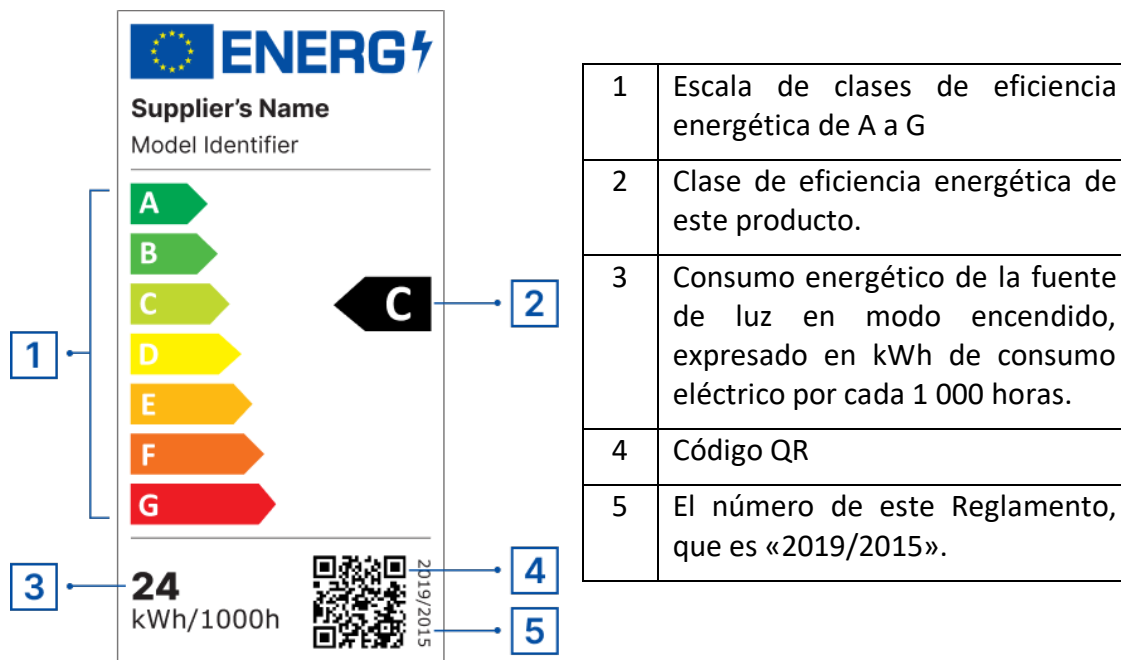 ENERG
Supplier's Name
Model Identifier
A
B
C
D
E
F
G
C
1
2
3
4
5
24
kWh/1000h
2019/2015
1 Escala de clases de eficiencia
energética de A a G
2 Clase de eficiencia energética de
este producto.
3 Consumo energético de la fuente
de luz en modo encendido,
expresado en kWh de consumo
eléctrico por cada 1 000 horas.
4 Código QR
5 El número de este Reglamento,
que es «2019/2015».